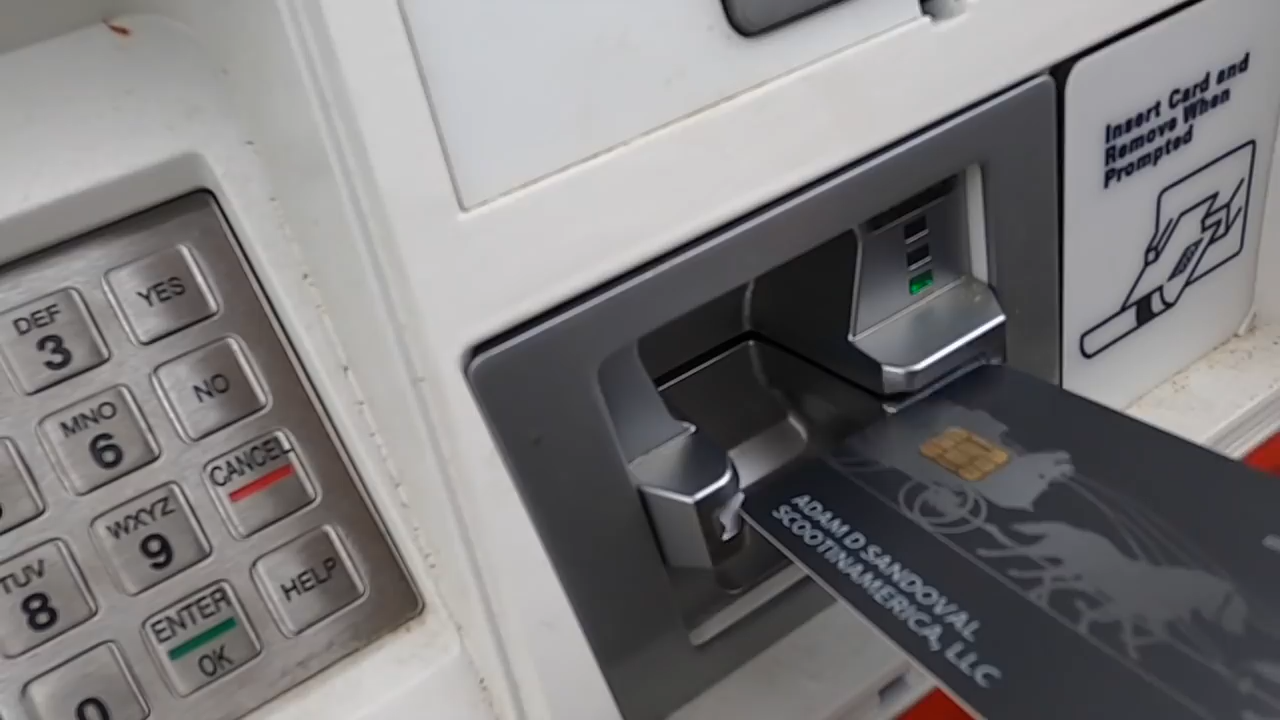 Insert Card and
Remove When
Prompted
DEF
3
YES
MNO
6
NO
WXYZ
9
CANCEL
TUV
8
ENTER
OK
HELP
0
ADAM D SANDOVAL
SCOOTINAMERICA, LLC